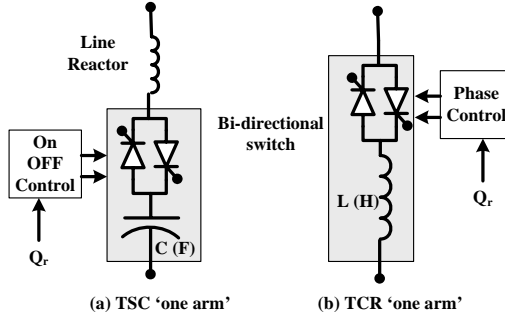 Line
Reactor
On
OFF
Control
Qr
C (F)
(a) TSC ‘one arm’
Bi-directional
switch
Phase
Control
Qr
L (H)
(b) TCR ‘one arm’